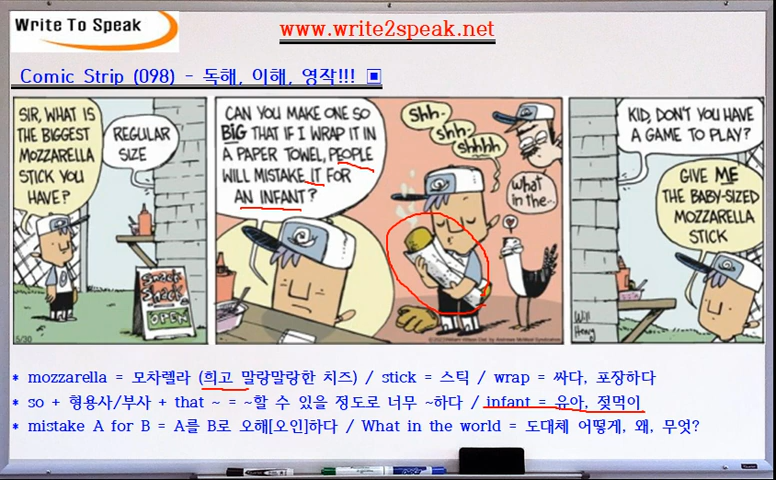 Write To Speak
www.write2speak.net
Comic Strip (098) - 독해, 이해, 영작!!! ▣
SIR, WHAT IS
THE BIGGEST
MOZZARELLA
STICK YOU
HAVE?
REGULAR
SIZE
Snack
Shack
OPEN
5/30
CAN YOU MAKE ONE SO
BIG THAT IF I WRAP IT IN
A PAPER TOWEL, PEOPLE
WILL MISTAKE IT FOR
AN INFANT?
Shh-
shh-
shhhh
What
in the...
KID, DON'T YOU HAVE
A GAME TO PLAY?
GIVE ME
THE BABY-SIZED
MOZZARELLA
STICK
Will
Henry
* mozzarella = 모차렐라 (희고 말랑말랑한 치즈) / stick = 스틱 / wrap = 싸다, 포장하다
* so + 형용사/부사 + that ~ = ~할 수 있을 정도로 너무 ~하다 / infant = 유아, 젖먹이
* mistake A for B = A를 B로 오해[오인]하다 / What in the world = 도대체 어떻게, 왜, 무엇?